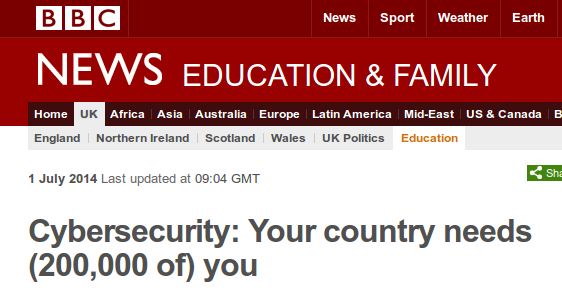 BBC News Sport Weather Earth
NEWS EDUCATION & FAMILY
Home UK Africa Asia Australia Europe Latin America Mid-East US & Canada B
England Northern Ireland Scotland Wales UK Politics Education
1 July 2014 Last updated at 09:04 GMT
Sha
Cybersecurity: Your country needs
(200,000 of) you